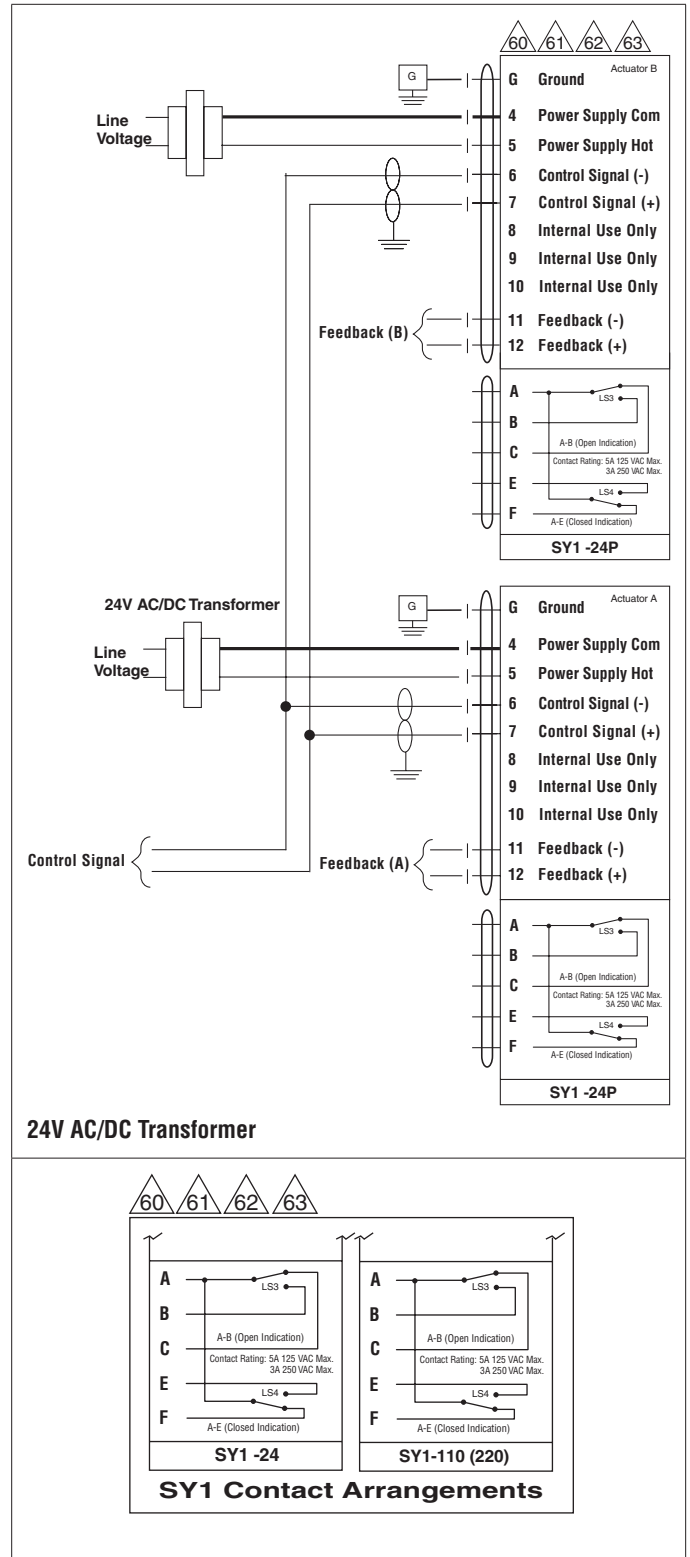 60 61 62 63
Actuator B
G
G Ground
Line
Voltage
4 Power Supply Com
5 Power Supply Hot
6 Control Signal (-)
7 Control Signal (+)
8 Internal Use Only
9 Internal Use Only
10 Internal Use Only
Feedback (B)
11 Feedback (-)
12 Feedback (+)
A
LS3
B
A-B (Open Indication)
C
Contact Rating: 5A 125 VAC Max.
3A 250 VAC Max.
E
LS4
F
A-E (Closed Indication)
SY1 -24P
24V AC/DC Transformer
Actuator A
G
G Ground
Line
Voltage
4 Power Supply Com
5 Power Supply Hot
6 Control Signal (-)
7 Control Signal (+)
8 Internal Use Only
9 Internal Use Only
10 Internal Use Only
Control Signal
Feedback (A)
11 Feedback (-)
12 Feedback (+)
A
LS3
B
A-B (Open Indication)
C
Contact Rating: 5A 125 VAC Max.
3A 250 VAC Max.
E
LS4
F
A-E (Closed Indication)
SY1 -24P
24V AC/DC Transformer
60 61 62 63
A
LS3
B
A-B (Open Indication)
C
Contact Rating: 5A 125 VAC Max.
3A 250 VAC Max.
E
LS4
F
A-E (Closed Indication)
SY1 -24
A
LS3
B
A-B (Open Indication)
C
Contact Rating: 5A 125 VAC Max.
3A 250 VAC Max.
E
LS4
F
A-E (Closed Indication)
SY1-110 (220)
SY1 Contact Arrangements